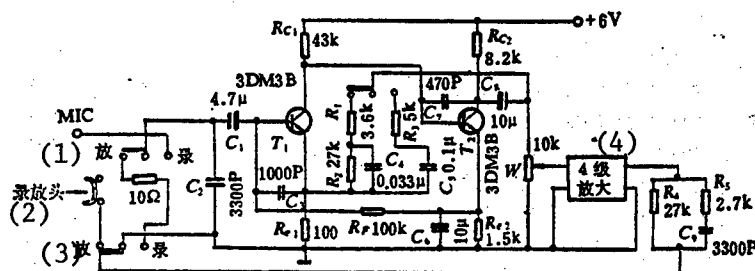 +6V
Rc₁
43k
Rc₂
8.2k
3DM3B
470P
C₇
C₈
10μ
MIC
4.7μ
C₁
T₁
R₁
3.6k
R₃
5k
T₂
3DM3B
(1)
放
录
10Ω
C₂
3300P
1000P
C₃
R₂
27k
C₄
0.033μ
C₅
0.1μ
W
10k
(4)
4级
放大
录放头
(2)
(3)
放
录
Re₁
100
R_F
100k
C₆
10μ
Re₂
1.5k
R₄
27k
R₅
2.7k
C₉
3300P